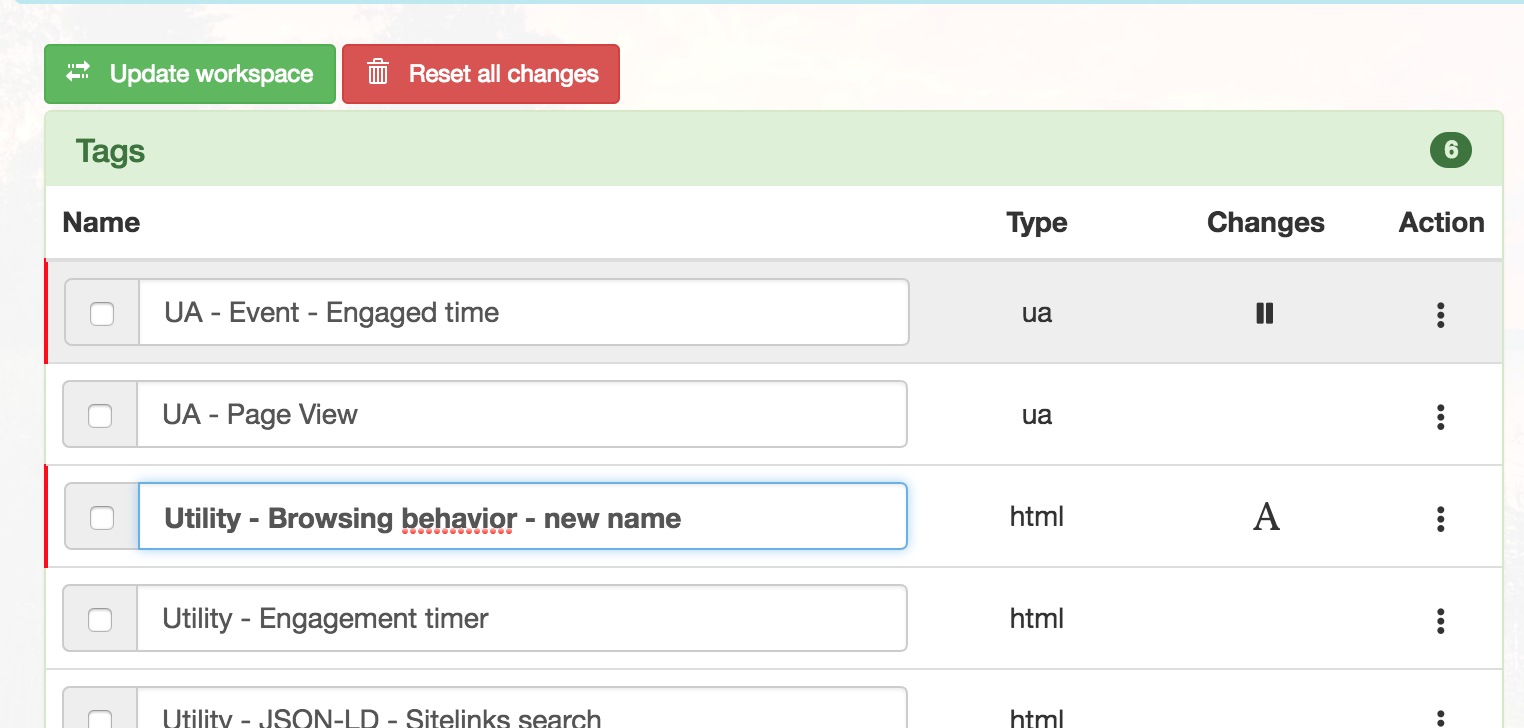 Update workspace Reset all changes
Tags 6
Name Type Changes Action
UA - Event - Engaged time ua
UA - Page View ua
Utility - Browsing behavior - new name html A
Utility - Engagement timer html
Utility - JSON-LD - Sitelinks search html